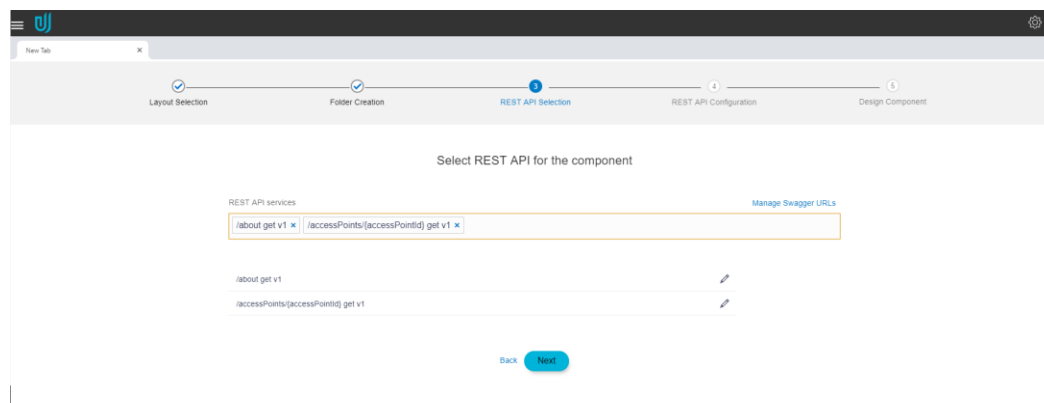 New Tab ×
3 4 5
Layout Selection Folder Creation REST API Selection REST API Configuration Design Component
Select REST API for the component
REST API services Manage Swagger URLs
/about get v1 × /accessPoints/{accessPointId} get v1 ×
/about get v1
/accessPoints/{accessPointId} get v1
Back Next